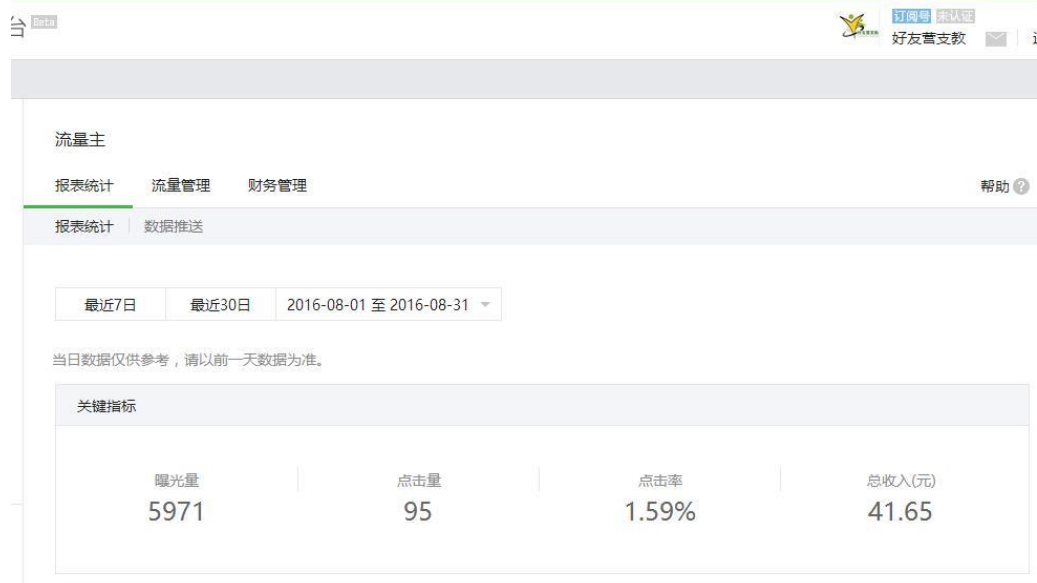 台 Beta
订阅号 未认证
好友营支教
流量主
报表统计 流量管理 财务管理 帮助
报表统计 数据推送
最近7日 最近30日 2016-08-01 至 2016-08-31
当日数据仅供参考，请以前一天数据为准。
关键指标
曝光量 点击量 点击率 总收入(元)
5971 95 1.59% 41.65